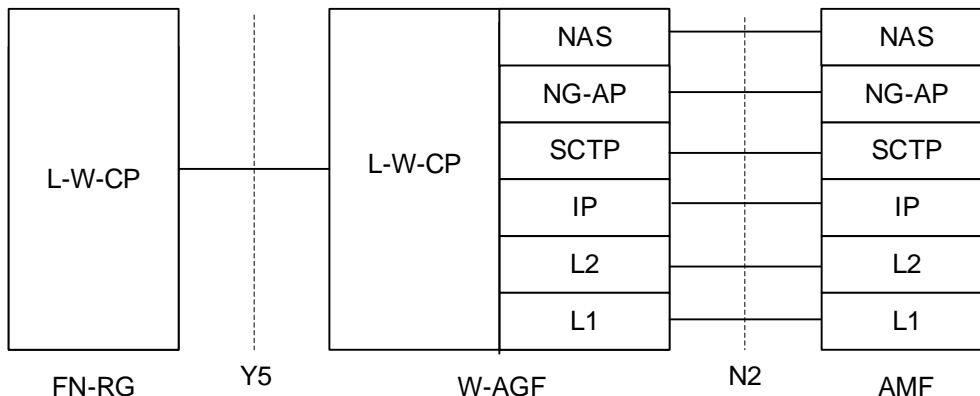 NAS NAS
NG-AP NG-AP
L-W-CP L-W-CP SCTP SCTP
IP IP
L2 L2
L1 L1
FN-RG Y5 W-AGF N2 AMF